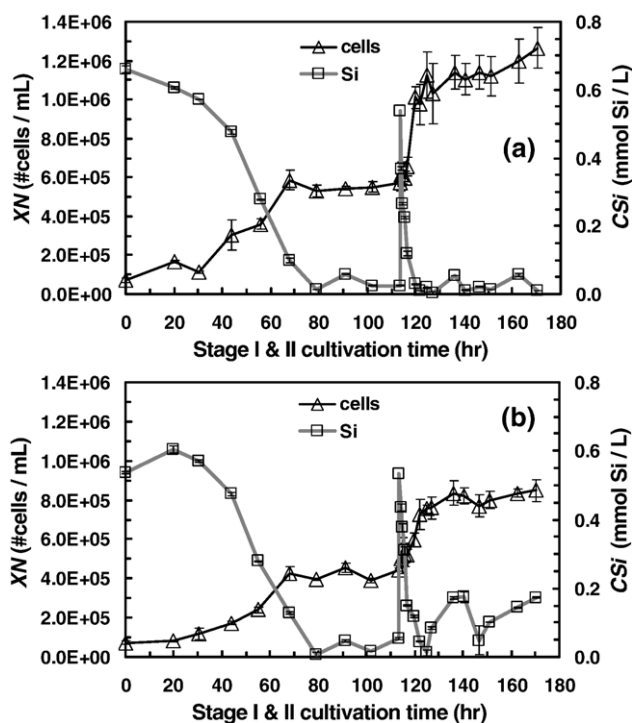 1.4E+06
1.2E+06
1.0E+06
8.0E+05
6.0E+05
4.0E+05
2.0E+05
0.0E+00
XN (#cells / mL)
cells
Si
(a)
0.8
0.6
0.4
0.2
0.0
CSi (mmol Si / L)
0 20 40 60 80 100 120 140 160 180
Stage I & II cultivation time (hr)
1.4E+06
1.2E+06
1.0E+06
8.0E+05
6.0E+05
4.0E+05
2.0E+05
0.0E+00
XN (#cells / mL)
cells
Si
(b)
0.8
0.6
0.4
0.2
0.0
CSi (mmol Si / L)
0 20 40 60 80 100 120 140 160 180
Stage I & II cultivation time (hr)